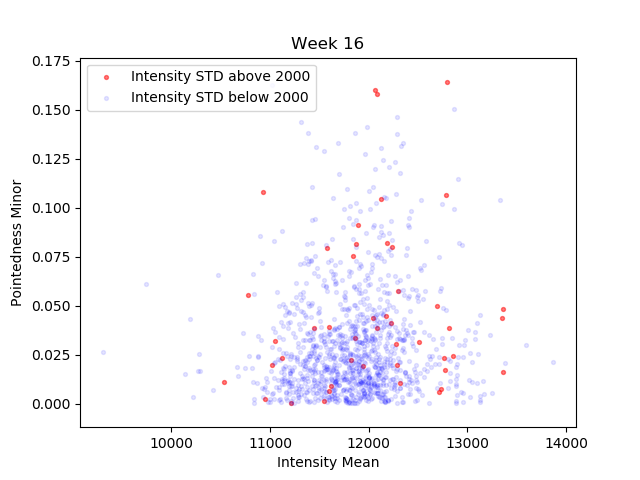 Week 16
Intensity STD above 2000
Intensity STD below 2000
0.175
0.150
0.125
0.100
0.075
0.050
0.025
0.000
Pointedness Minor
10000 11000 12000 13000 14000
Intensity Mean